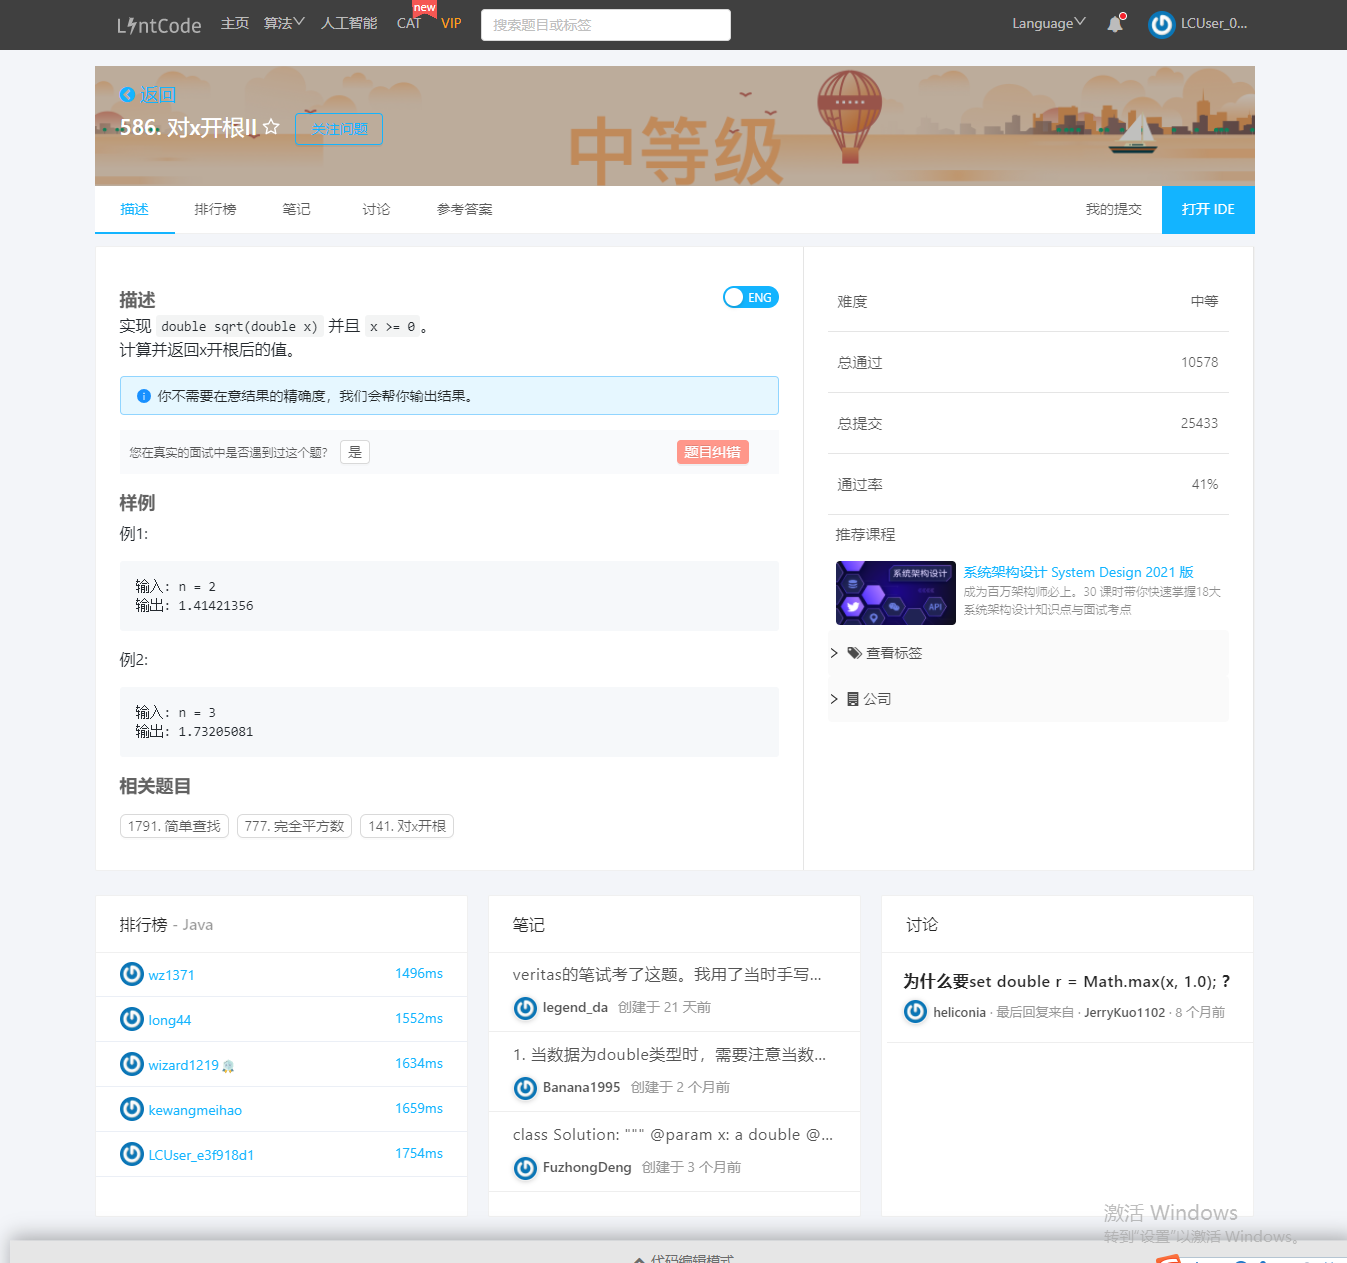 LintCode 主页 算法 人工智能 CAT new VIP 搜索题目或标签 Language LCUser_0...
返回
586. 对x开根II 关注问题
中等级
描述 排行榜 笔记 讨论 参考答案 我的提交 打开 IDE
描述 ENG
实现 double sqrt(double x) 并且 x >= 0 。
计算并返回x开根后的值。
你不需要在意结果的精确度，我们会帮你输出结果。
您在真实的面试中是否遇到过这个题? 是 题目纠错
样例
例1:
输入: n = 2
输出: 1.41421356
例2:
输入: n = 3
输出: 1.73205081
相关题目
1791. 简单查找 777. 完全平方数 141. 对x开根
难度 中等
总通过 10578
总提交 25433
通过率 41%
推荐课程
系统架构设计
API
系统架构设计 System Design 2021 版
成为百万架构师必上。30 课时带你快速掌握18大
系统架构设计知识点与面试考点
查看标签
公司
排行榜 - Java
wz1371 1496ms
long44 1552ms
wizard1219 1634ms
kewangmeihao 1659ms
LCUser_e3f918d1 1754ms
笔记
veritas的笔试考了这题。我用了当时手写...
legend_da 创建于 21 天前
1. 当数据为double类型时，需要注意当数...
Banana1995 创建于 2 个月前
class Solution: """ @param x: a double @...
FuzhongDeng 创建于 3 个月前
讨论
为什么要set double r = Math.max(x, 1.0); ?
heliconia · 最后回复来自 · JerryKuo1102 · 8 个月前
激活 Windows
转到"设置"以激活 Windows。
代码编辑模式